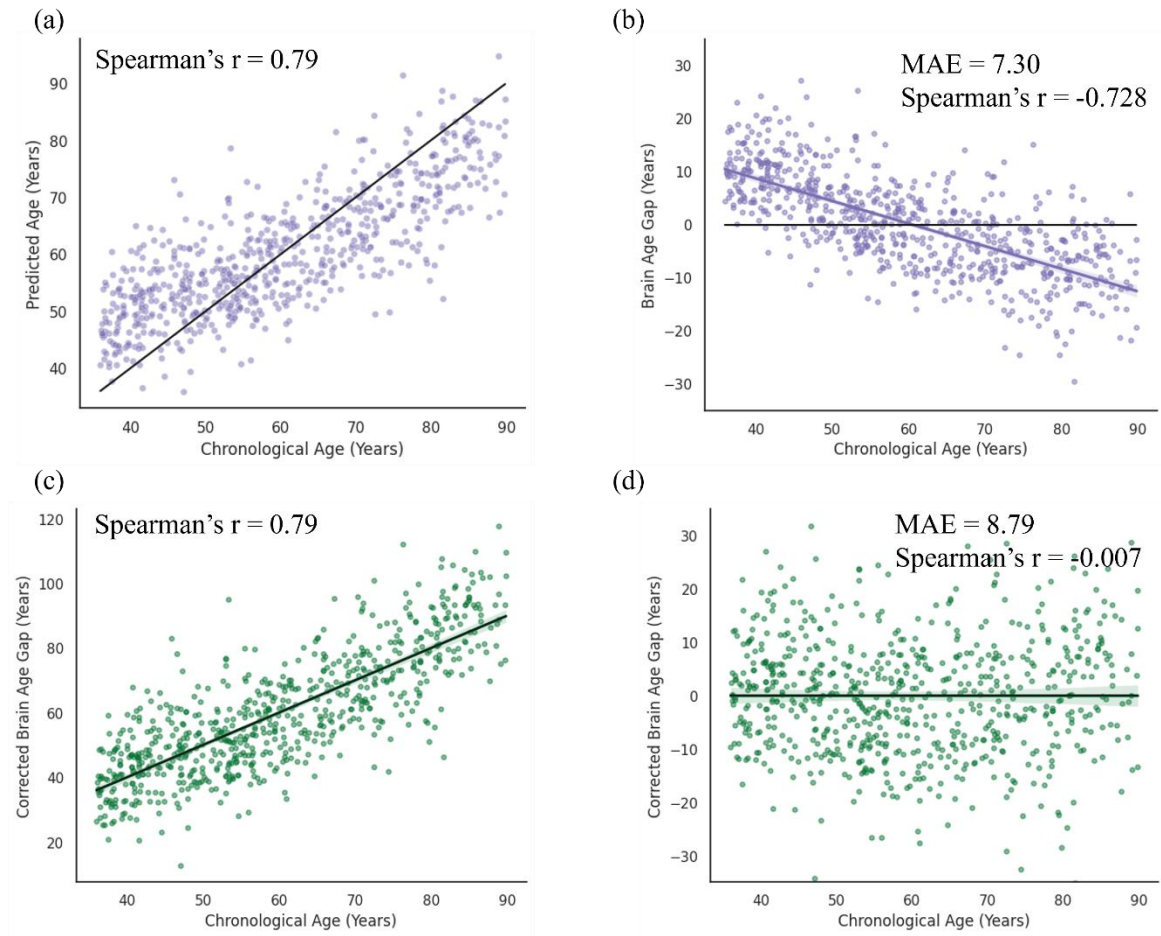 (a)
Spearman's r = 0.79
90
80
70
60
50
40
Predicted Age (Years)
40 50 60 70 80 90
Chronological Age (Years)
(b)
MAE = 7.30
Spearman's r = -0.728
30
20
10
0
−10
−20
−30
Brain Age Gap (Years)
40 50 60 70 80 90
Chronological Age (Years)
(c)
Spearman's r = 0.79
120
100
80
60
40
20
Corrected Brain Age Gap (Years)
40 50 60 70 80 90
Chronological Age (Years)
(d)
MAE = 8.79
Spearman's r = -0.007
30
20
10
0
−10
−20
−30
Corrected Brain Age Gap (Years)
40 50 60 70 80 90
Chronological Age (Years)